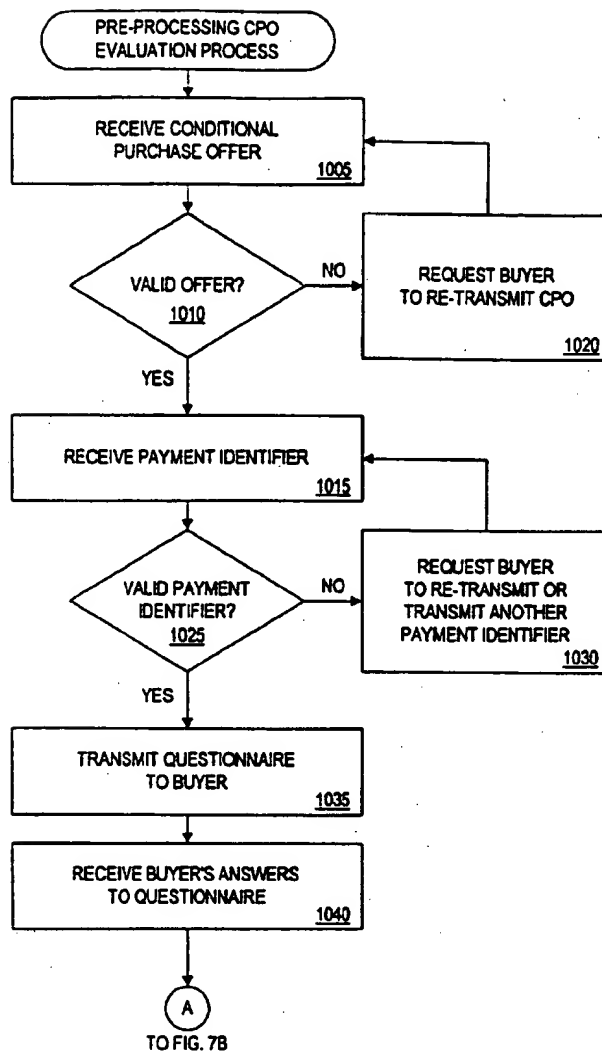 PRE-PROCESSING CPO
EVALUATION PROCESS
RECEIVE CONDITIONAL
PURCHASE OFFER
1005
VALID OFFER?
1010
NO
REQUEST BUYER
TO RE-TRANSMIT CPO
1020
YES
RECEIVE PAYMENT IDENTIFIER
1015
VALID PAYMENT
IDENTIFIER?
1025
NO
REQUEST BUYER
TO RE-TRANSMIT OR
TRANSMIT ANOTHER
PAYMENT IDENTIFIER
1030
YES
TRANSMIT QUESTIONNAIRE
TO BUYER
1035
RECEIVE BUYER'S ANSWERS
TO QUESTIONNAIRE
1040
A
TO FIG. 7B